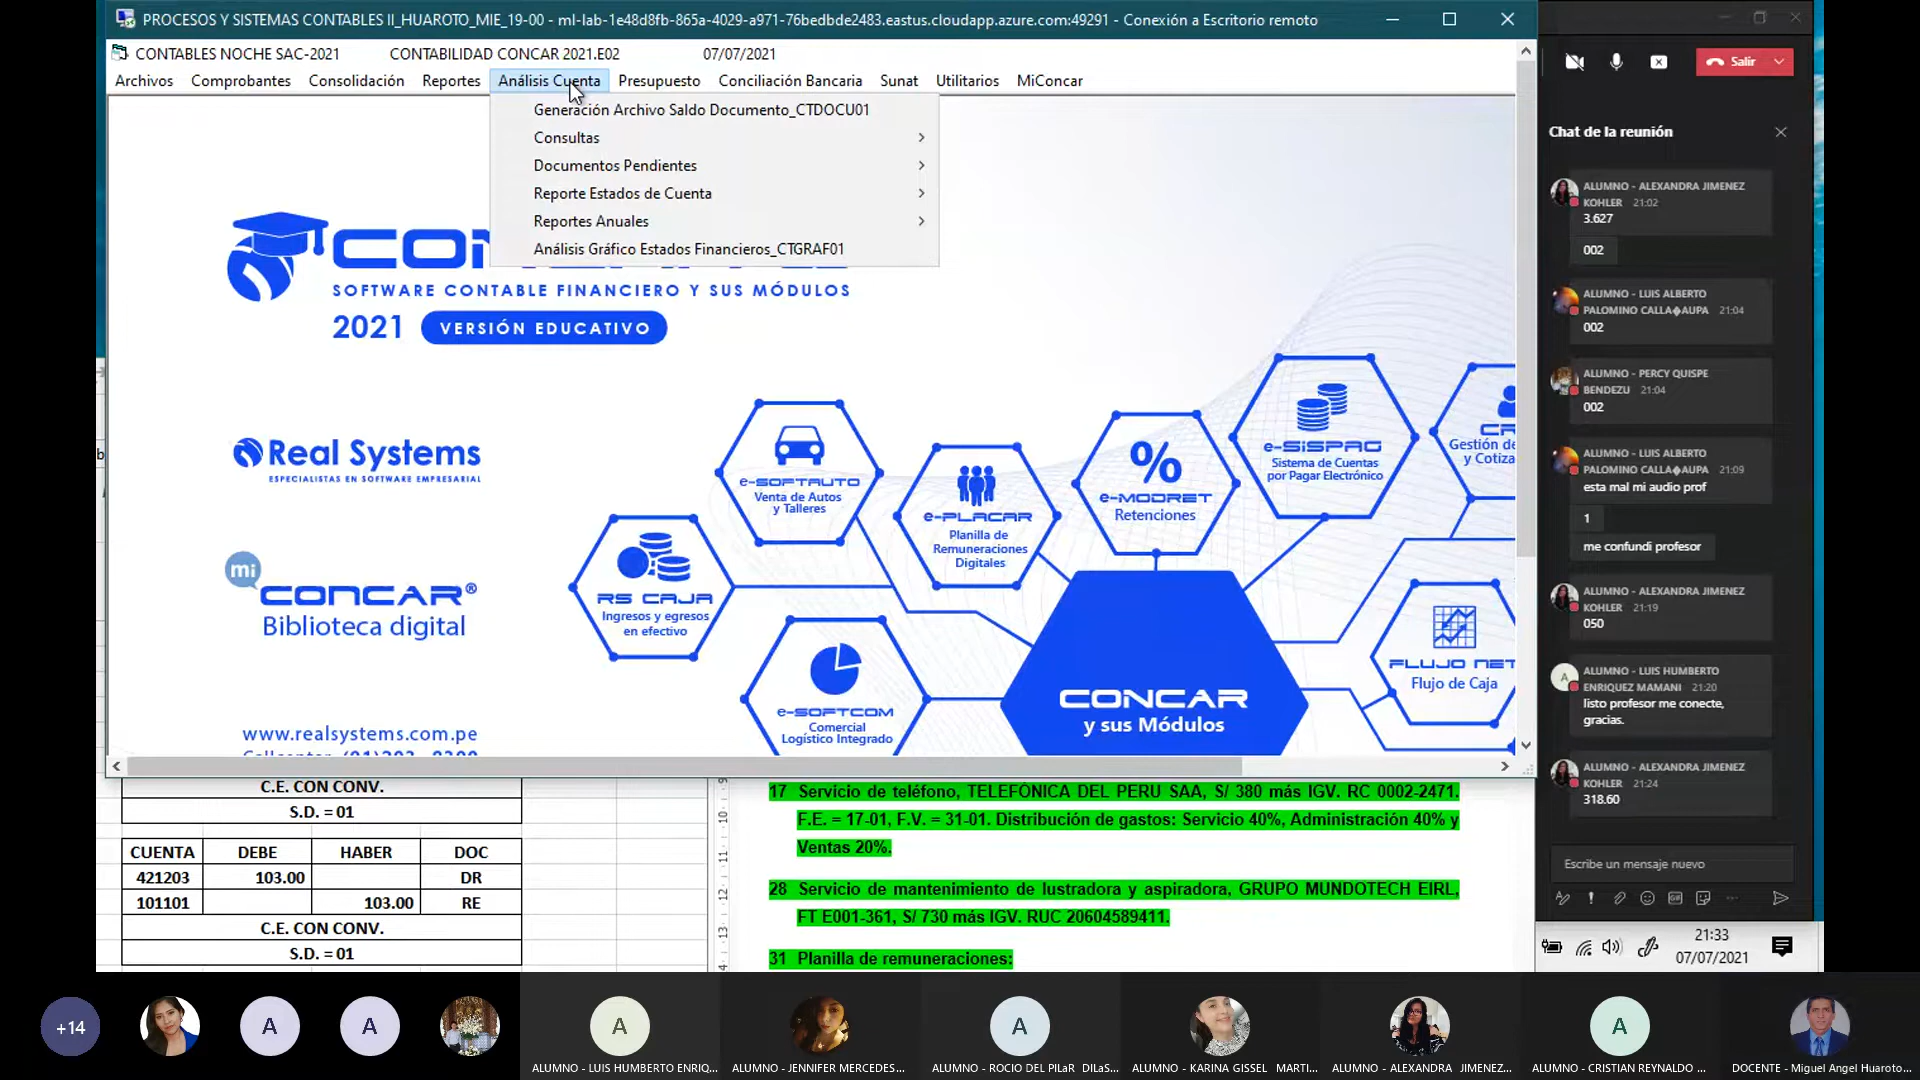 PROCESOS Y SISTEMAS CONTABLES II_HUAROTO_MIE_19-00 - ml-lab-1e48d8fb-865a-4029-a971-76bedbde2483.eastus.cloudapp.azure.com:49291 - Conexión a Escritorio remoto
CONTABLES NOCHE SAC-2021 CONTABILIDAD CONCAR 2021.E02 07/07/2021
Archivos Comprobantes Consolidación Reportes Análisis Cuenta Presupuesto Conciliación Bancaria Sunat Utilitarios MiConcar
Generación Archivo Saldo Documento_CTDOCU01
Consultas
Documentos Pendientes
Reporte Estados de Cuenta
Reportes Anuales
Análisis Gráfico Estados Financieros_CTGRAF01
SOFTWARE CONTABLE FINANCIERO Y SUS MÓDULOS
2021 VERSIÓN EDUCATIVO
Real Systems
ESPECIALISTAS EN SOFTWARE EMPRESARIAL
mi
CONCAR®
Biblioteca digital
www.realsystems.com.pe
e-SOFTAUTO
Venta de Autos
y Talleres
e-PLACAR
Planilla de
Remuneraciones
Digitales
%
e-MODRET
Retenciones
e-SISPAG
Sistema de Cuentas
por Pagar Electrónico
RS CAJA
Ingresos y egresos
en efectivo
e-SOFTCOM
Comercial
Logístico Integrado
CONCAR
y sus Módulos
Flujo de Caja
C.E. CON CONV.
S.D. = 01
CUENTA DEBE HABER DOC
421203 103.00 DR
101101 103.00 RE
C.E. CON CONV.
S.D. = 01
17 Servicio de teléfono, TELEFÓNICA DEL PERU SAA, S/ 380 más IGV. RC 0002-2471.
F.E. = 17-01, F.V. = 31-01. Distribución de gastos: Servicio 40%, Administración 40% y
Ventas 20%.
28 Servicio de mantenimiento de lustradora y aspiradora, GRUPO MUNDOTECH EIRL,
FT E001-361, S/ 730 más IGV. RUC 20604589411.
31 Planilla de remuneraciones:
Salir
Chat de la reunión
ALUMNO - ALEXANDRA JIMENEZ
KOHLER 21:02
3.627
002
ALUMNO - LUIS ALBERTO
PALOMINO CALLA�AUPA 21:04
002
ALUMNO - PERCY QUISPE
BENDEZU 21:04
002
ALUMNO - LUIS ALBERTO
PALOMINO CALLA�AUPA 21:09
esta mal mi audio prof
1
me confundi profesor
ALUMNO - ALEXANDRA JIMENEZ
KOHLER 21:19
050
A
ALUMNO - LUIS HUMBERTO
ENRIQUEZ MAMANI 21:20
listo profesor me conecte,
gracias.
ALUMNO - ALEXANDRA JIMENEZ
KOHLER 21:24
318.60
Escribe un mensaje nuevo
21:33
07/07/2021
+14
A
A
A
A
A
ALUMNO - LUIS HUMBERTO ENRIQ...
ALUMNO - JENNIFER MERCEDES...
ALUMNO - ROCIO DEL PILaR DILaS...
ALUMNO - KARINA GISSEL MARTI...
ALUMNO - ALEXANDRA JIMENEZ...
ALUMNO - CRISTIAN REYNALDO ...
DOCENTE - Miguel Angel Huaroto...